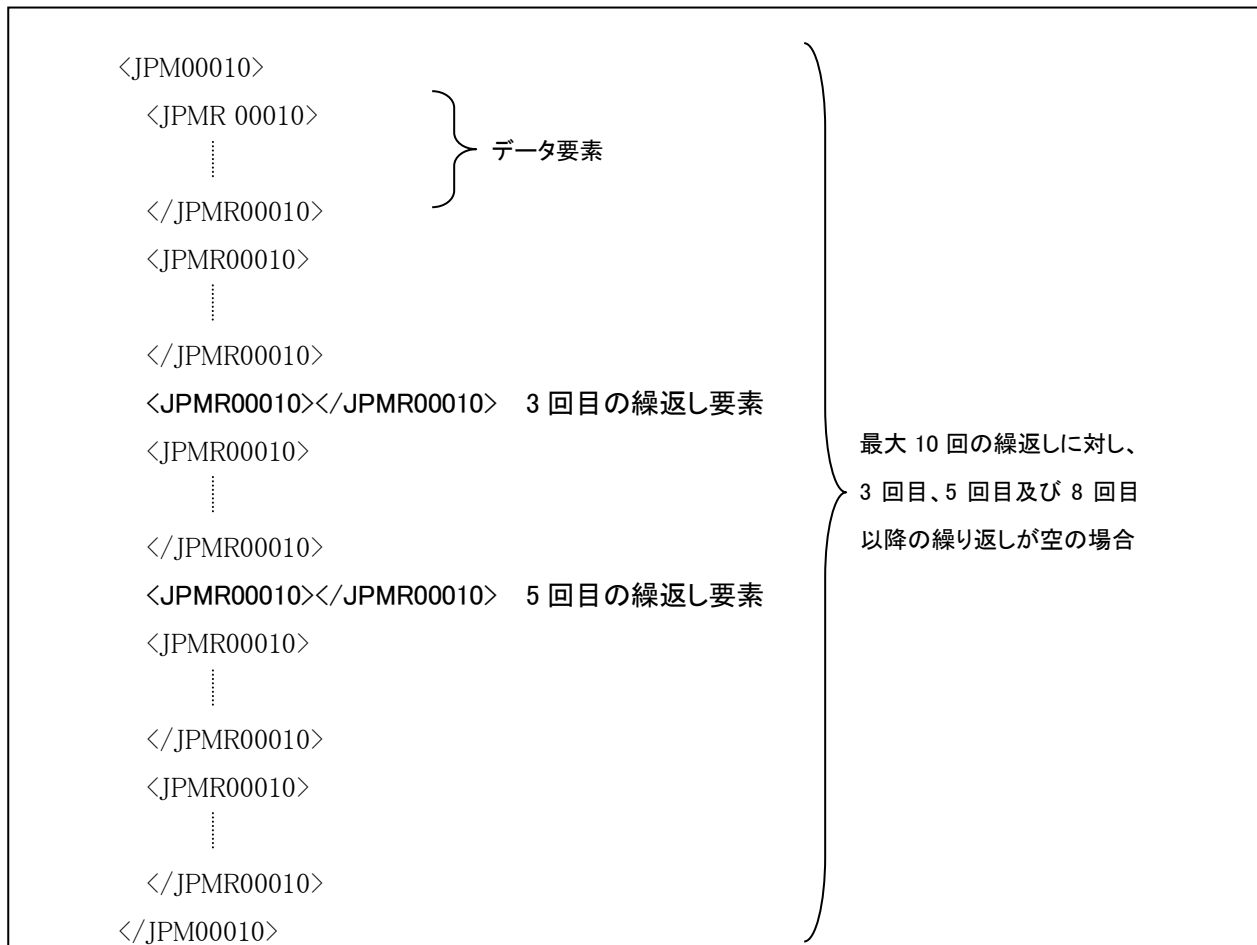 <JPM00010>
<JPMR 00010>
データ要素
</JPMR00010>
<JPMR00010>
</JPMR00010>
<JPMR00010></JPMR00010> 3 回目の繰返し要素
<JPMR00010>
</JPMR00010>
<JPMR00010></JPMR00010> 5 回目の繰返し要素
<JPMR00010>
</JPMR00010>
<JPMR00010>
</JPMR00010>
</JPM00010>
最大 10 回の繰返しに対し、
3 回目、5 回目及び 8 回目
以降の繰り返しが空の場合